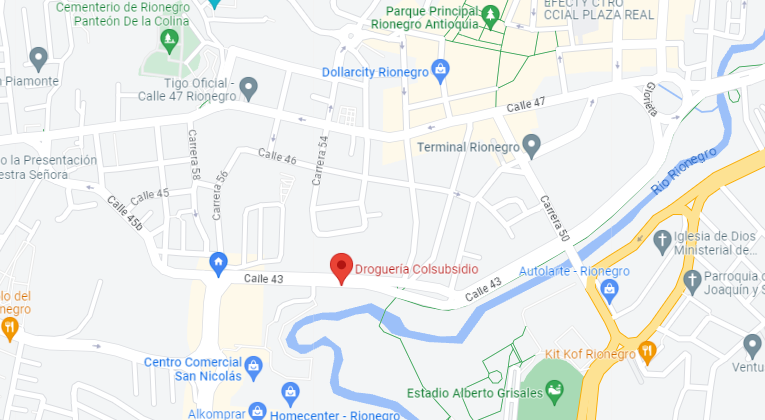 Cementerio de Rionegro
Panteón De la Colina
Parque Principal
Rionegro Antioquia
CCIAL PLAZA REAL
n Piamonte
Dollarcity Rionegro
Tigo Oficial -
Calle 47 Rionegro
Calle 47
Glorieta
Carrera 58
Carrera 54
Terminal Rionegro
o la Presentación
estra Señora
Calle 46
Carrera 56
Calle 45
Calle 45b
Río Rionegro
Carrera 50
Iglesia de Dios
Ministerial de...
Droguería Colsubsidio
Calle 43
Calle 43
Autolarte - Rionegro
Parroquia
Joaquín y S
lo del
negro
Centro Comercial
San Nicolás
Kit Kof Rionegro
Ventu
Estadio Alberto Grisales
Alkomprar
Homecenter - Rionegro